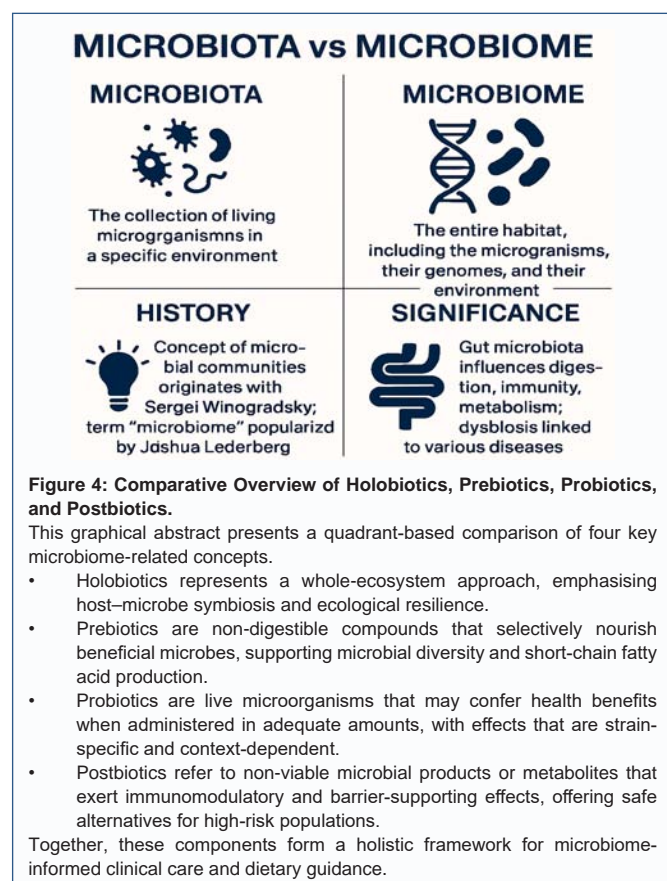 MICROBIOTA vs MICROBIOME
MICROBIOTA
The collection of living
microgrganismns in
a specific environment
MICROBIOME
The entire habitat,
including the microgranisms,
their genomes, and their
environment
HISTORY
Concept of micro-
bial communities
originates with
Sergei Winogradsky;
term “microbiome” popularizd
by Joshua Lederberg
SIGNIFICANCE
Gut microbiota
influences diges-
tion, immunity,
metabolism;
dysblosis linked
to various diseases
Figure 4: Comparative Overview of Holobiotics, Prebiotics, Probiotics,
and Postbiotics.
This graphical abstract presents a quadrant-based comparison of four key
microbiome-related concepts.
• Holobiotics represents a whole-ecosystem approach, emphasising
host–microbe symbiosis and ecological resilience.
• Prebiotics are non-digestible compounds that selectively nourish
beneficial microbes, supporting microbial diversity and short-chain fatty
acid production.
• Probiotics are live microorganisms that may confer health benefits
when administered in adequate amounts, with effects that are strain-
specific and context-dependent.
• Postbiotics refer to non-viable microbial products or metabolites that
exert immunomodulatory and barrier-supporting effects, offering safe
alternatives for high-risk populations.
Together, these components form a holistic framework for microbiome-
informed clinical care and dietary guidance.